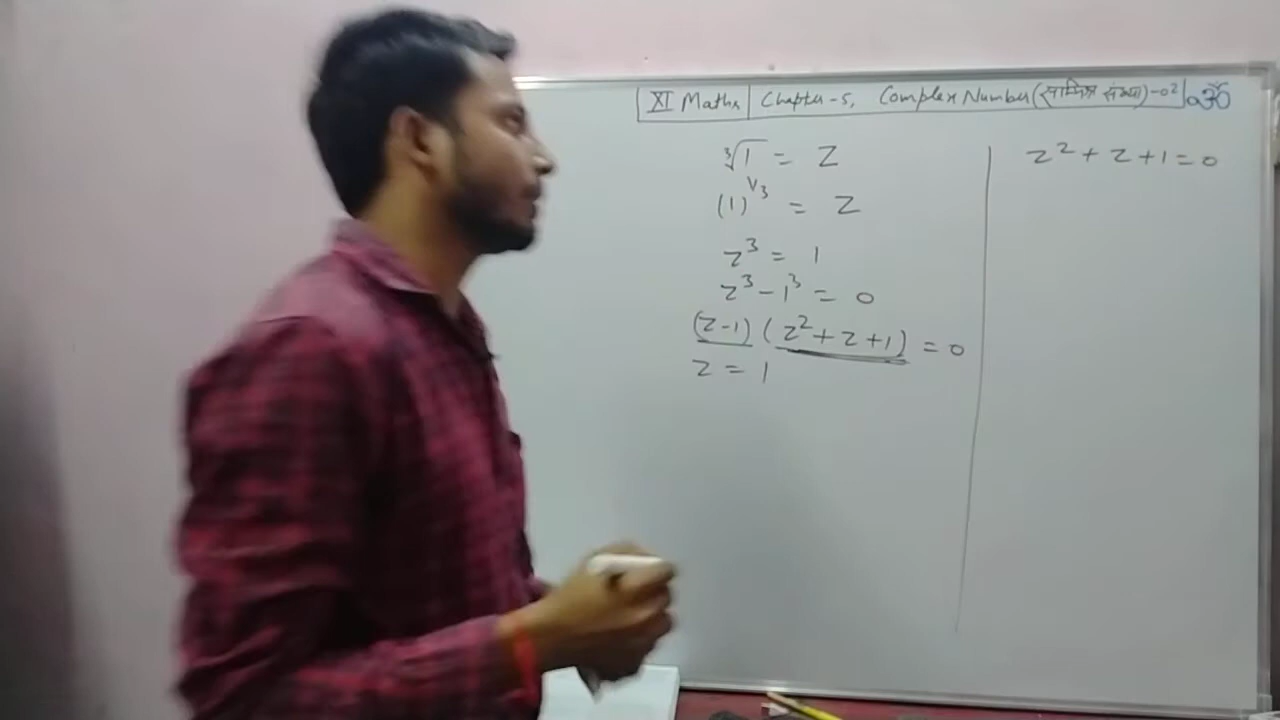 XI Maths | Chapter-5, Complex Number (सम्मिश्र संख्या)-02
∛1 = Z
(1)^1/3 = Z
z³ = 1
z³ - 1³ = 0
(z-1) (z² + z + 1) = 0
z = 1
z² + z + 1 = 0